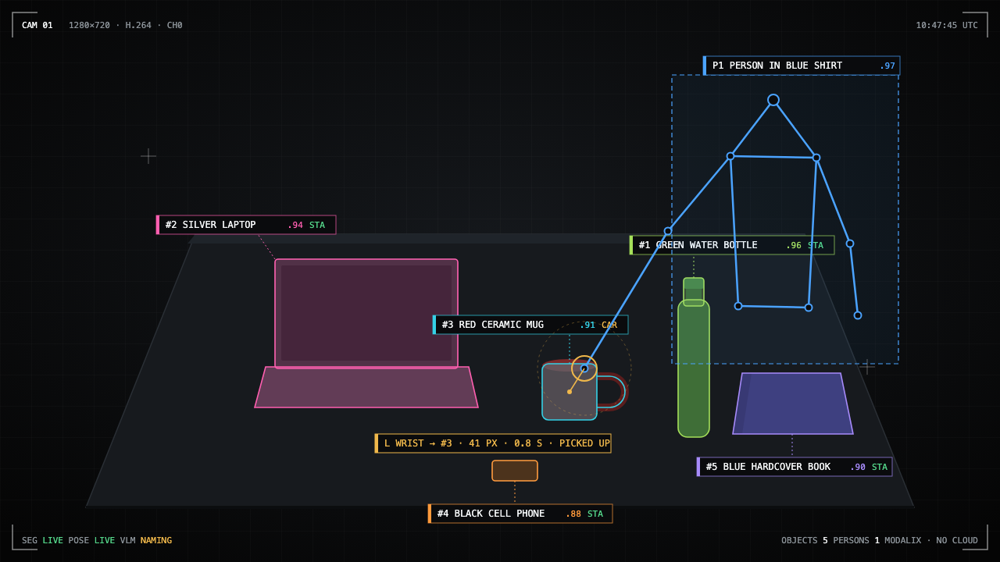 CAM 01 1280×720 · H.264 · CH0
10:47:45 UTC
P1 PERSON IN BLUE SHIRT .97
#2 SILVER LAPTOP .94 STA
#1 GREEN WATER BOTTLE .96 STA
#3 RED CERAMIC MUG .91 CAR
L WRIST → #3 · 41 PX · 0.8 S · PICKED UP
#5 BLUE HARDCOVER BOOK .90 STA
#4 BLACK CELL PHONE .88 STA
SEG LIVE POSE LIVE VLM NAMING
OBJECTS 5 PERSONS 1 MODALIX · NO CLOUD